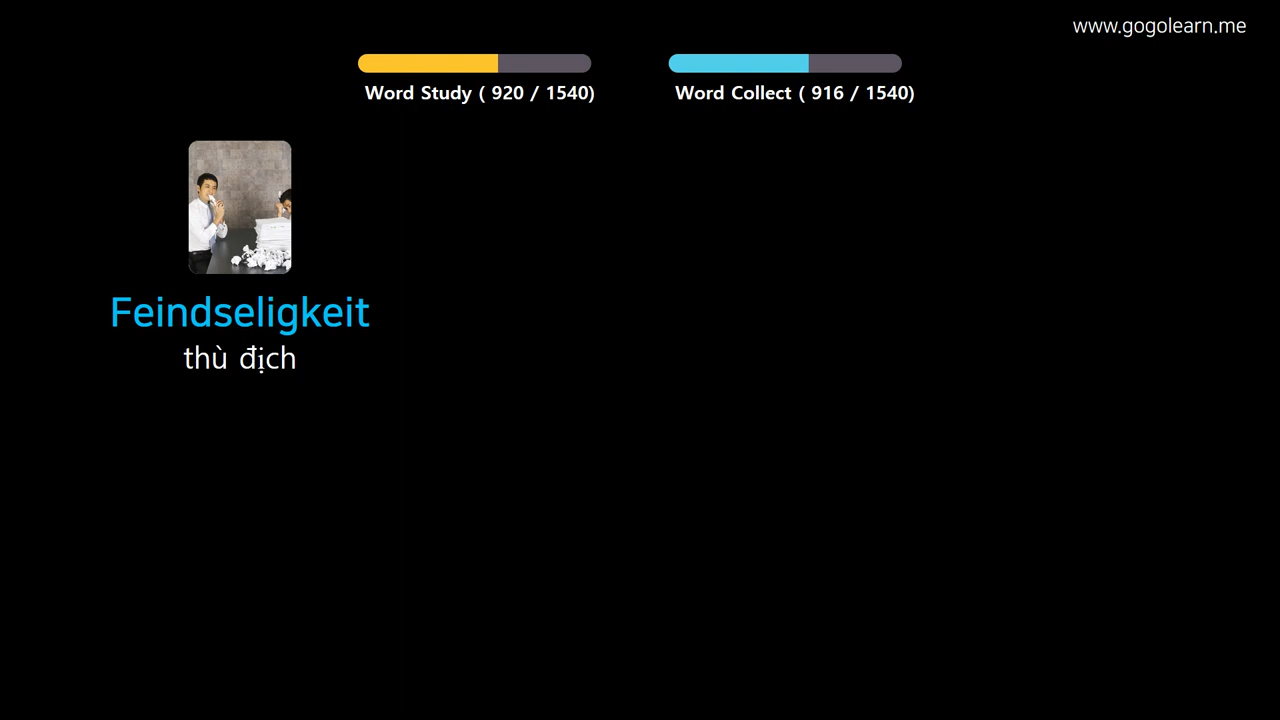 www.gogolearn.me
Word Study ( 920 / 1540)
Word Collect ( 916 / 1540)
Feindseligkeit
thù địch